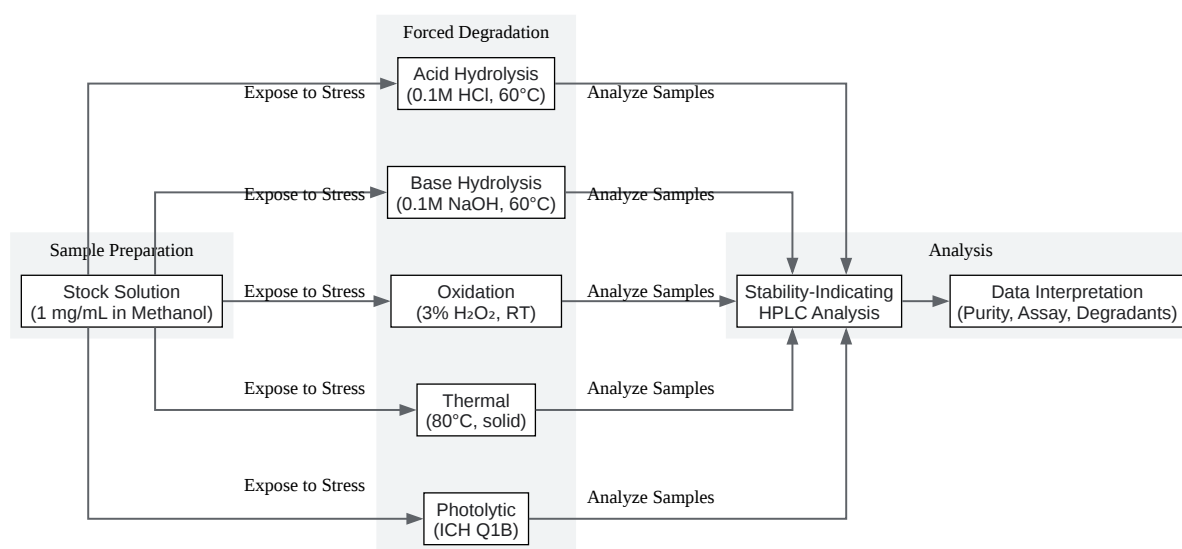 Forced Degradation
Acid Hydrolysis
(0.1M HCl, 60°C)
Expose to Stress
Analyze Samples
Base Hydrolysis
(0.1M NaOH, 60°C)
Expose to Stress
Analyze Samples
Sample Preparation
Analysis
Stock Solution
(1 mg/mL in Methanol)
Expose to Stress
Oxidation
(3% H₂O₂, RT)
Analyze Samples
Stability-Indicating
HPLC Analysis
Data Interpretation
(Purity, Assay, Degradants)
Expose to Stress
Thermal
(80°C, solid)
Analyze Samples
Expose to Stress
Photolytic
(ICH Q1B)
Analyze Samples